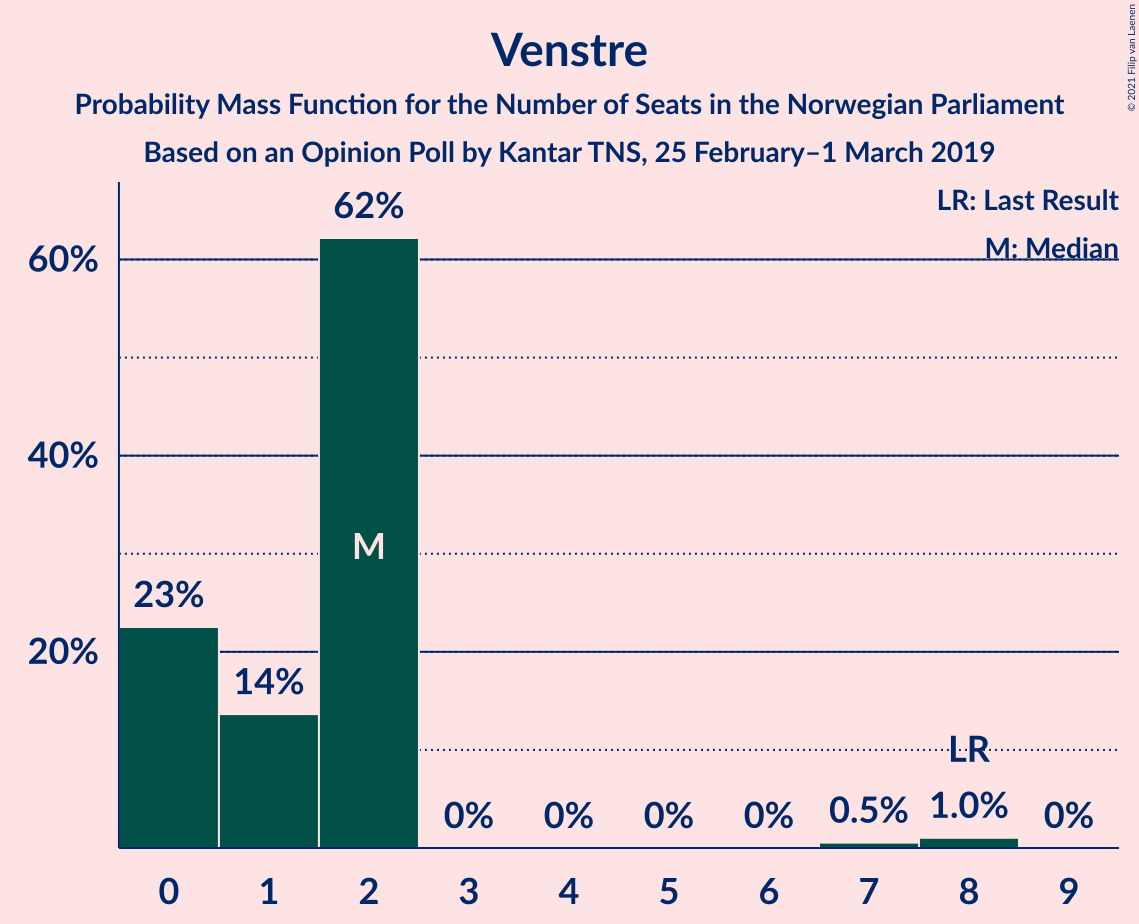 Venstre
Probability Mass Function for the Number of Seats in the Norwegian Parliament
Based on an Opinion Poll by Kantar TNS, 25 February–1 March 2019
© 2021 Filip van Laenen
LR: Last Result
M: Median
60%
40%
20%
23%
14%
62%
M
0%
0%
0%
0%
0.5%
LR
1.0%
0%
0 1 2 3 4 5 6 7 8 9